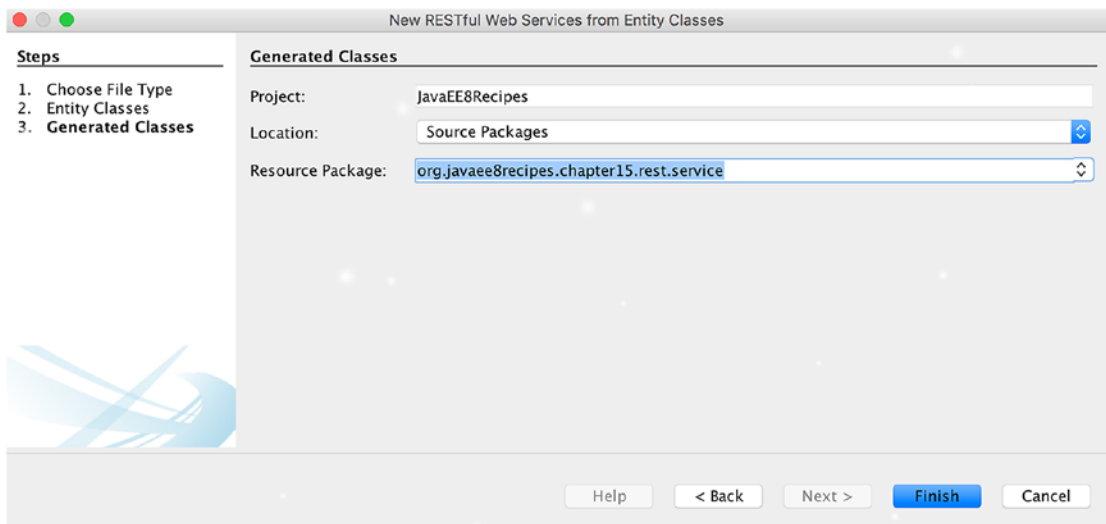 New RESTful Web Services from Entity Classes
Steps
1. Choose File Type
2. Entity Classes
3. Generated Classes
Generated Classes
Project: JavaEE8Recipes
Location: Source Packages
Resource Package: org.javaee8recipes.chapter15.rest.service
Help < Back Next > Finish Cancel